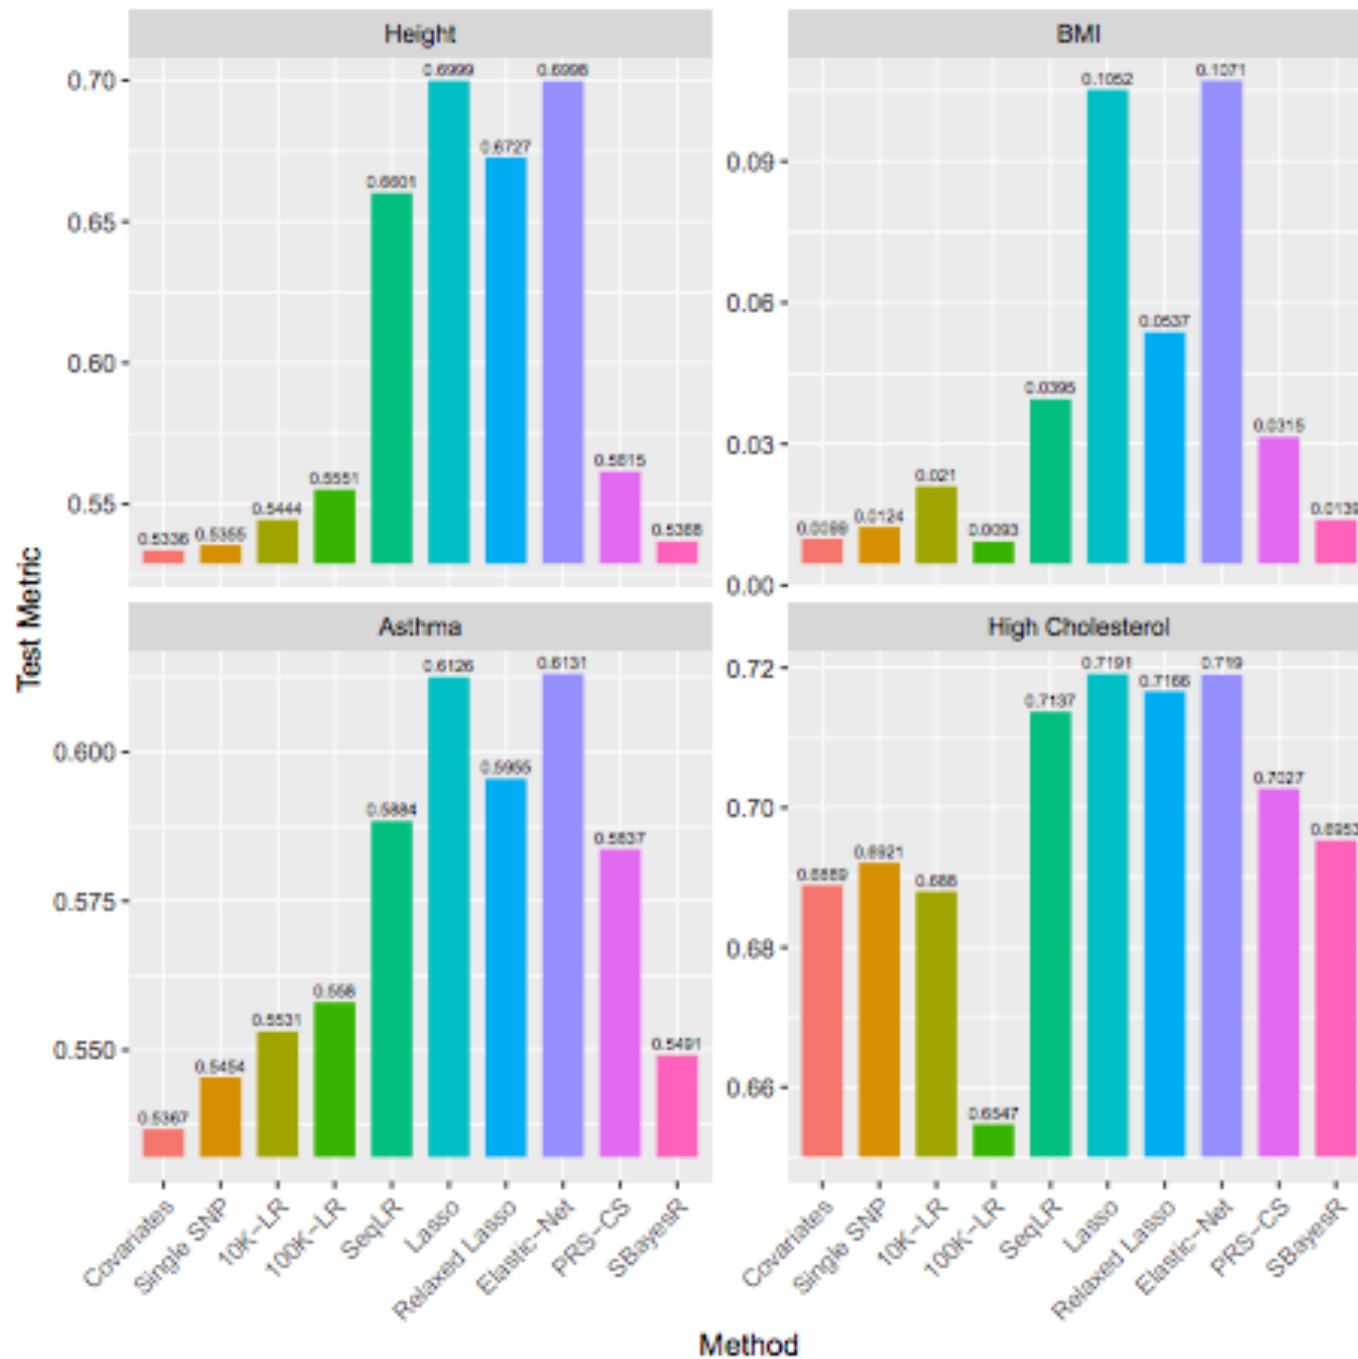 Height
0.70
0.65
0.60
0.55
0.5336
0.5355
0.5444
0.5551
0.6601
0.6999
0.6727
0.6998
0.5615
0.5368
BMI
0.09
0.06
0.03
0.00
0.0099
0.0124
0.021
0.0093
0.0395
0.1052
0.0537
0.1071
0.0315
0.0139
Test Metric
Asthma
0.600
0.575
0.550
0.5367
0.5454
0.5531
0.558
0.5884
0.6126
0.5955
0.6131
0.5837
0.5491
High Cholesterol
0.72
0.70
0.68
0.66
0.6889
0.6921
0.688
0.6547
0.7137
0.7191
0.7166
0.719
0.7027
0.6953
Covariates
Single SNP
10K-LR
100K-LR
SeqLR
Lasso
Relaxed Lasso
Elastic-Net
PRS-CS
SBayesR
Covariates
Single SNP
10K-LR
100K-LR
SeqLR
Lasso
Relaxed Lasso
Elastic-Net
PRS-CS
SBayesR
Method